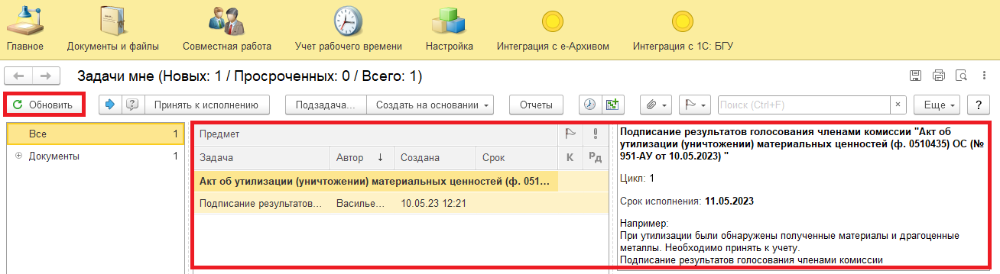 Главное
Документы и файлы
Совместная работа
Учет рабочего времени
Настройка
Интеграция с е-Архивом
Интеграция с 1С: БГУ
Задачи мне (Новых: 1 / Просроченных: 0 / Всего: 1)
Обновить
Принять к исполнению
Подзадача...
Создать на основании
Отчеты
Поиск (Ctrl+F)
×
Еще
?
Все 1
Документы 1
Предмет
Задача Автор ↓ Создана Срок К Рд
Акт об утилизации (уничтожении) материальных ценностей (ф. 051...
Подписание результатов... Василье... 10.05.23 12:21
Подписание результатов голосования членами комиссии "Акт об
утилизации (уничтожении) материальных ценностей (ф. 0510435) ОС (№
951-АУ от 10.05.2023) "
Цикл: 1
Срок исполнения: 11.05.2023
Например:
При утилизации были обнаружены полученные материалы и драгоценные
металлы. Необходимо принять к учету.
Подписание результатов голосования членами комиссии